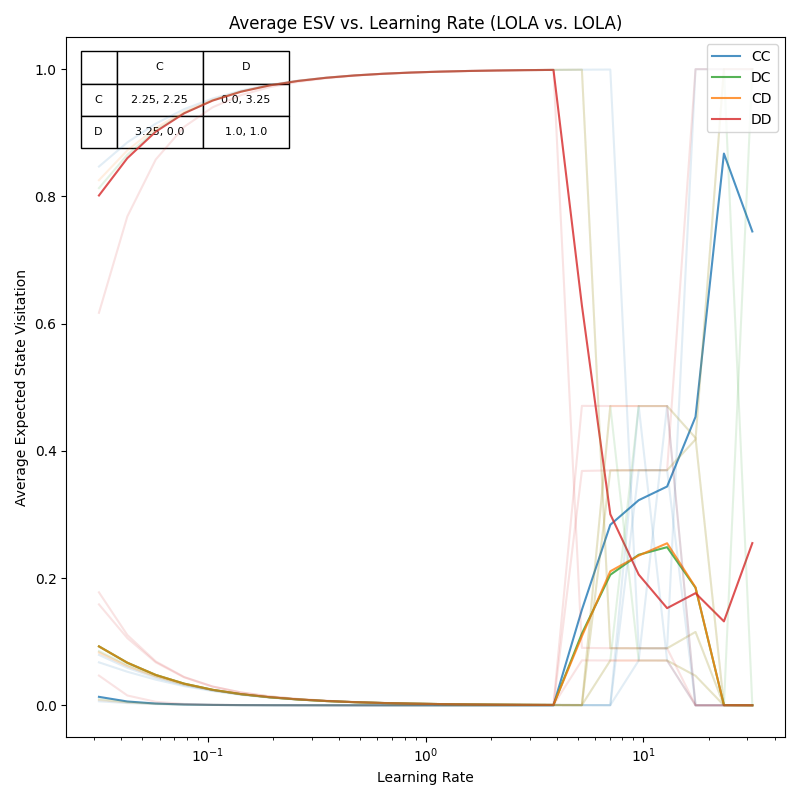 Average ESV vs. Learning Rate (LOLA vs. LOLA)
C D
C 2.25, 2.25 0.0, 3.25
D 3.25, 0.0 1.0, 1.0
CC
DC
CD
DD
Average Expected State Visitation
1.0
0.8
0.6
0.4
0.2
0.0
10⁻¹ 10⁰ 10¹
Learning Rate